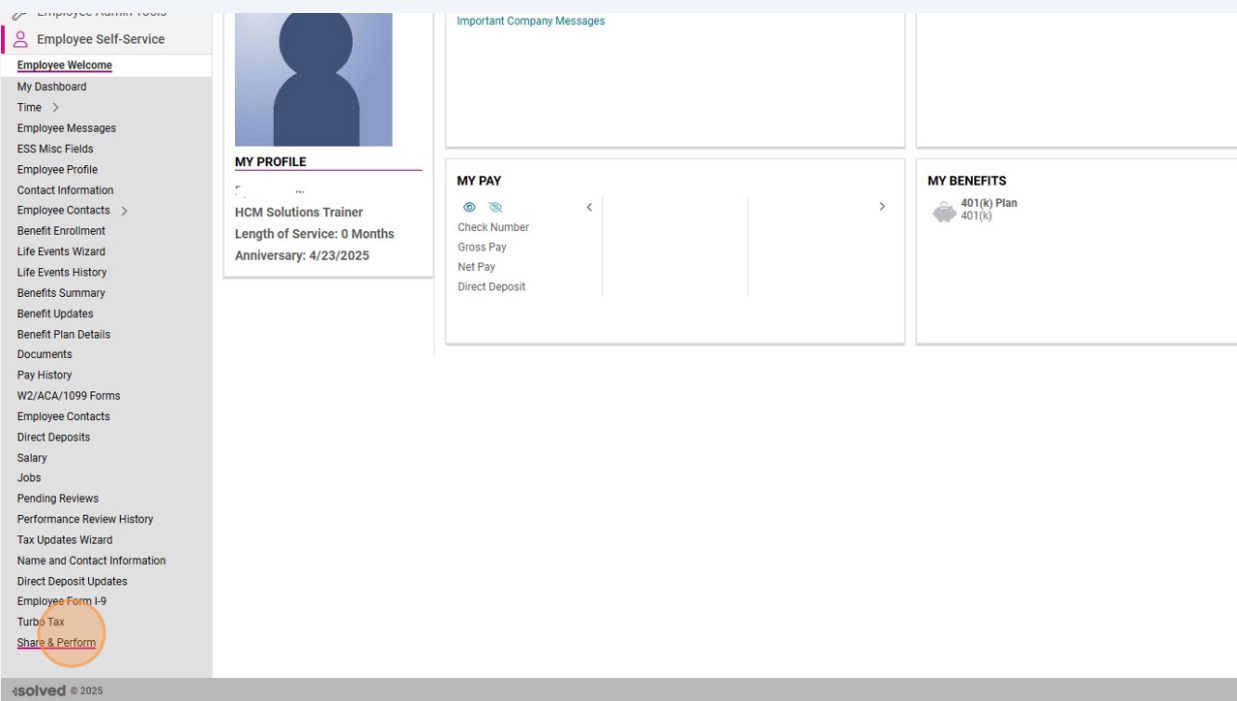 Employee Admin Tools
Employee Self-Service
Employee Welcome
My Dashboard
Time
Employee Messages
ESS Misc Fields
Employee Profile
Contact Information
Employee Contacts
Benefit Enrollment
Life Events Wizard
Life Events History
Benefits Summary
Benefit Updates
Benefit Plan Details
Documents
Pay History
W2/ACA/1099 Forms
Employee Contacts
Direct Deposits
Salary
Jobs
Pending Reviews
Performance Review History
Tax Updates Wizard
Name and Contact Information
Direct Deposit Updates
Employee Form I-9
Turbo Tax
Share & Perform
MY PROFILE
HCM Solutions Trainer
Length of Service: 0 Months
Anniversary: 4/23/2025
Important Company Messages
MY PAY
Check Number
Gross Pay
Net Pay
Direct Deposit
MY BENEFITS
401(k) Plan
401(k)
isolved © 2025